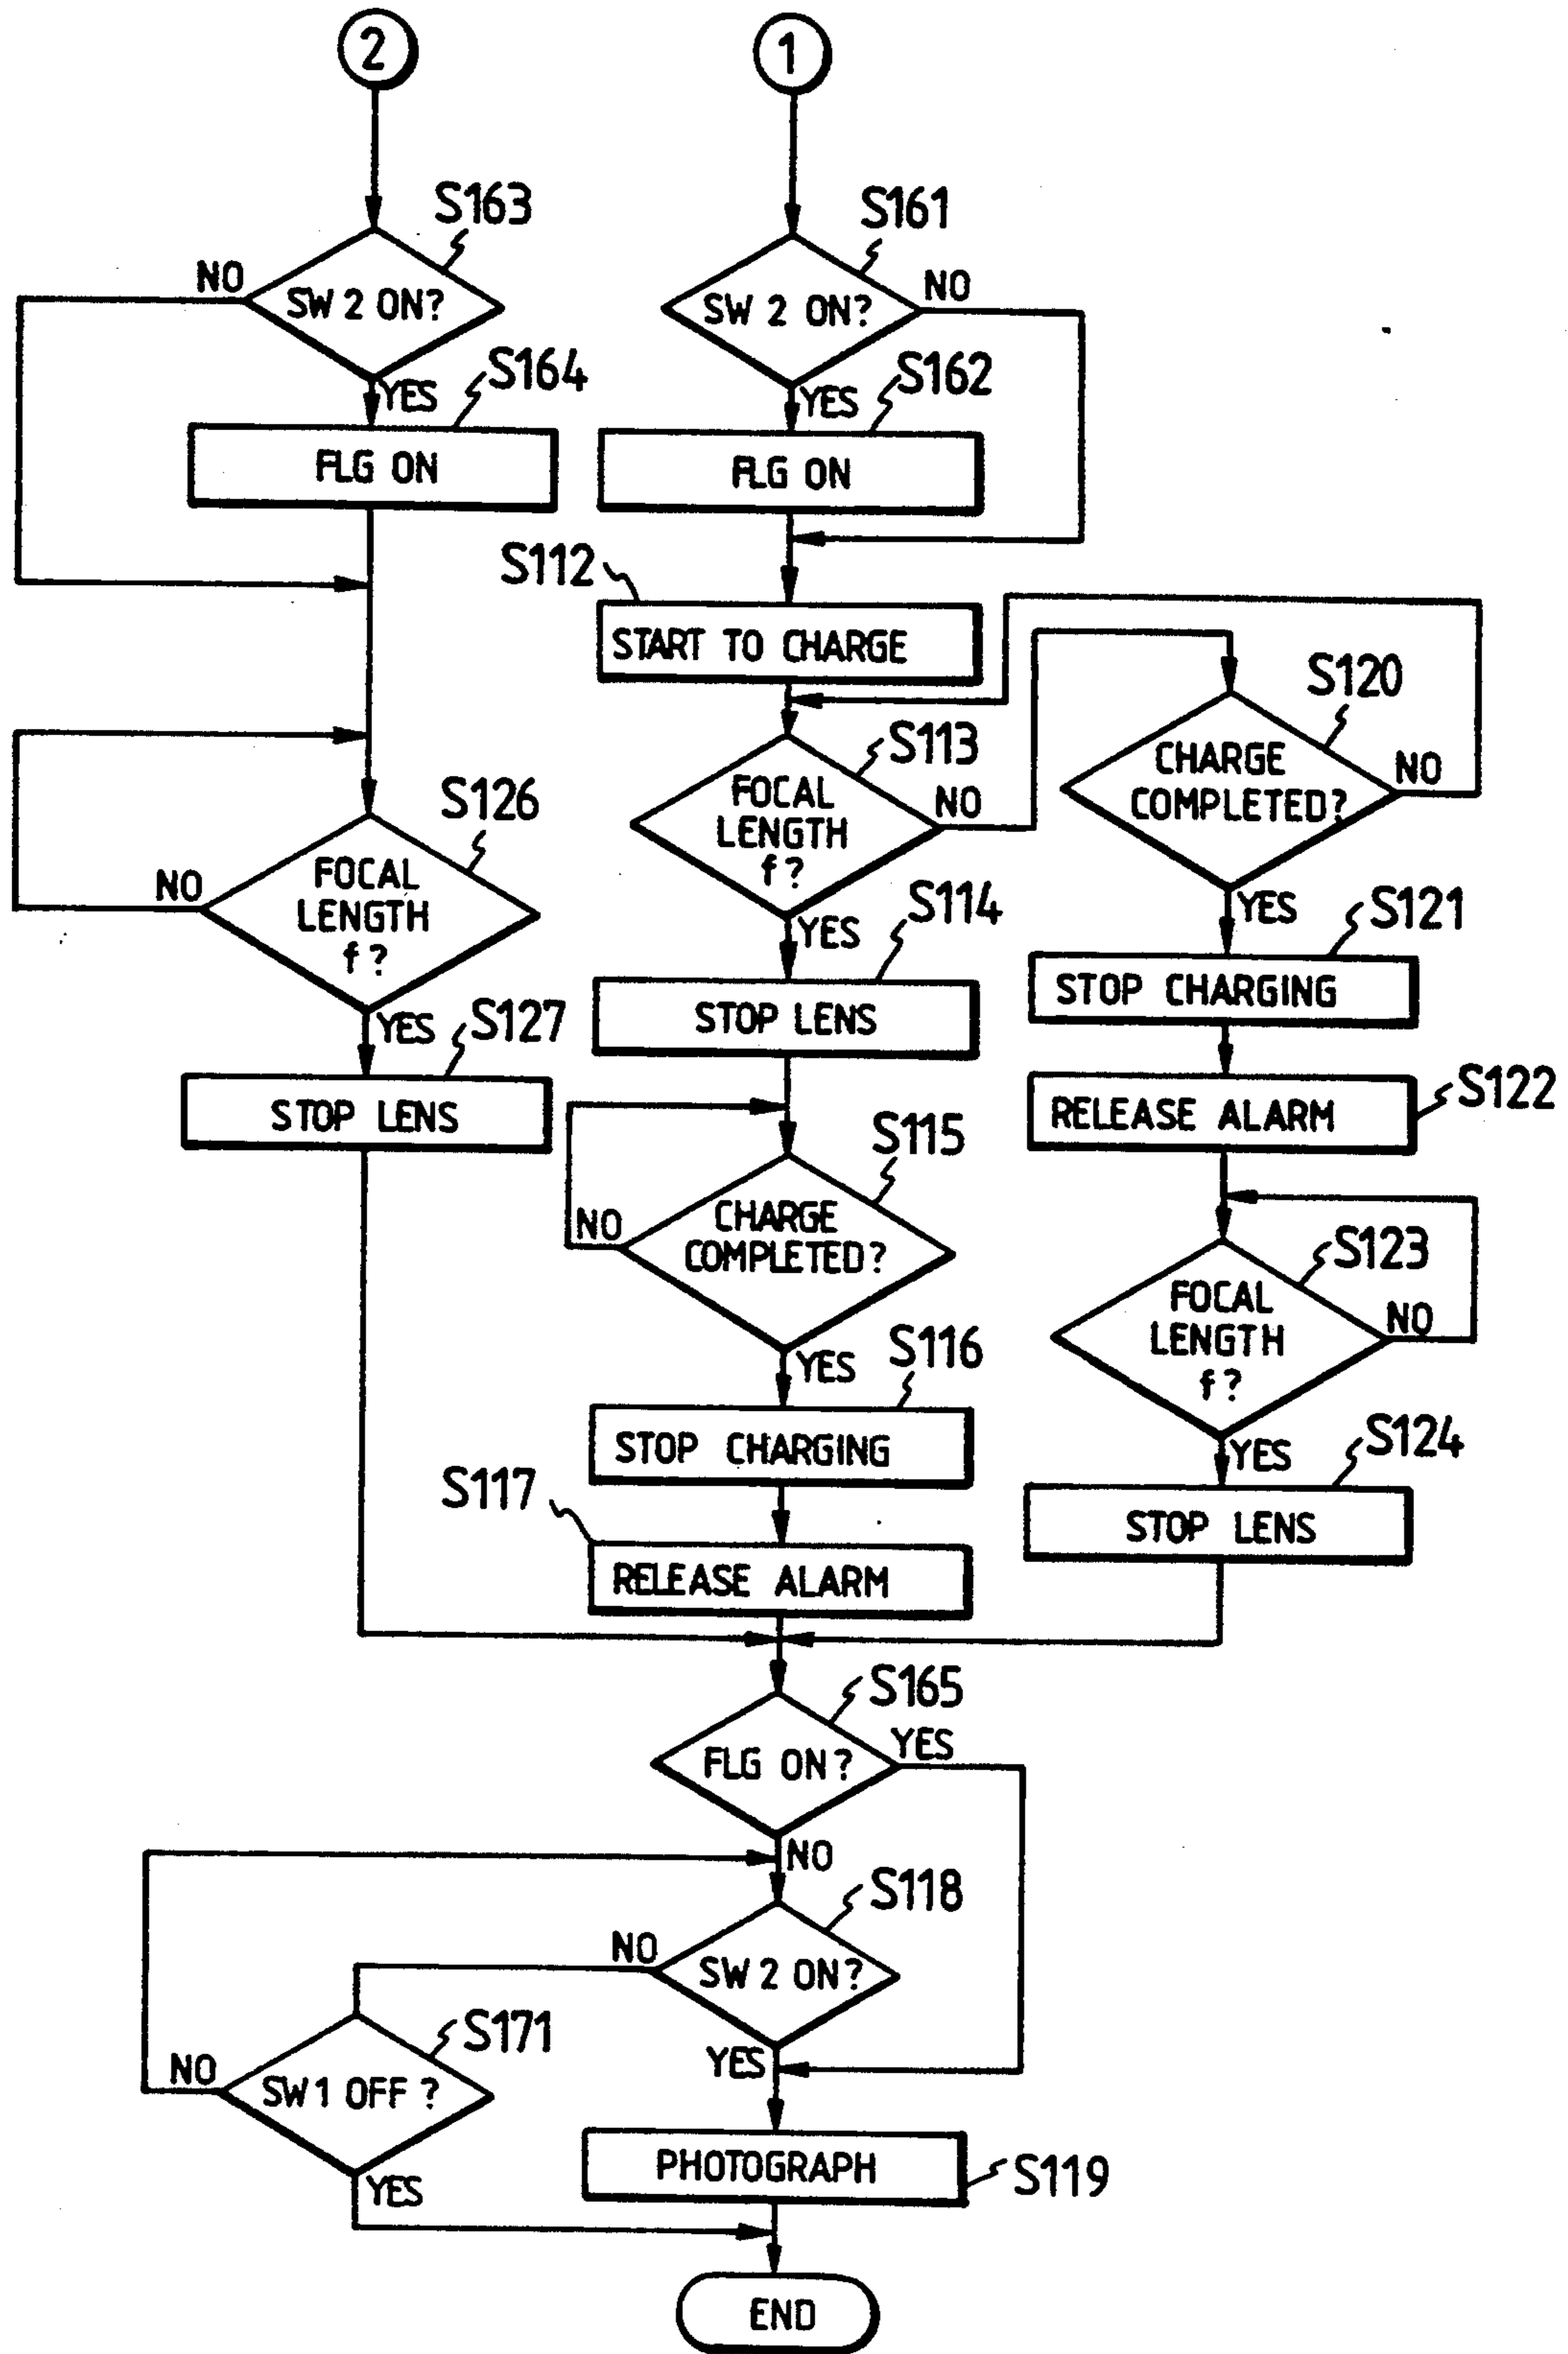 2
1
S163
S161
NO
SW 2 ON?
SW 2 ON?
NO
YES
S164
YES
S162
FLG ON
FLG ON
S112
START TO CHARGE
S120
CHARGE
COMPLETED?
NO
S113
FOCAL
LENGTH
f?
NO
S126
FOCAL
LENGTH
f?
NO
YES
S114
YES
S121
STOP LENS
STOP CHARGING
YES
S127
STOP LENS
RELEASE ALARM
S122
S115
CHARGE
COMPLETED?
NO
S123
FOCAL
LENGTH
f?
NO
YES
S116
STOP CHARGING
YES
S124
STOP LENS
S117
RELEASE ALARM
S165
FLG ON?
YES
NO
S118
NO
SW 2 ON?
S171
NO
SW 1 OFF ?
YES
YES
PHOTOGRAPH
S119
END